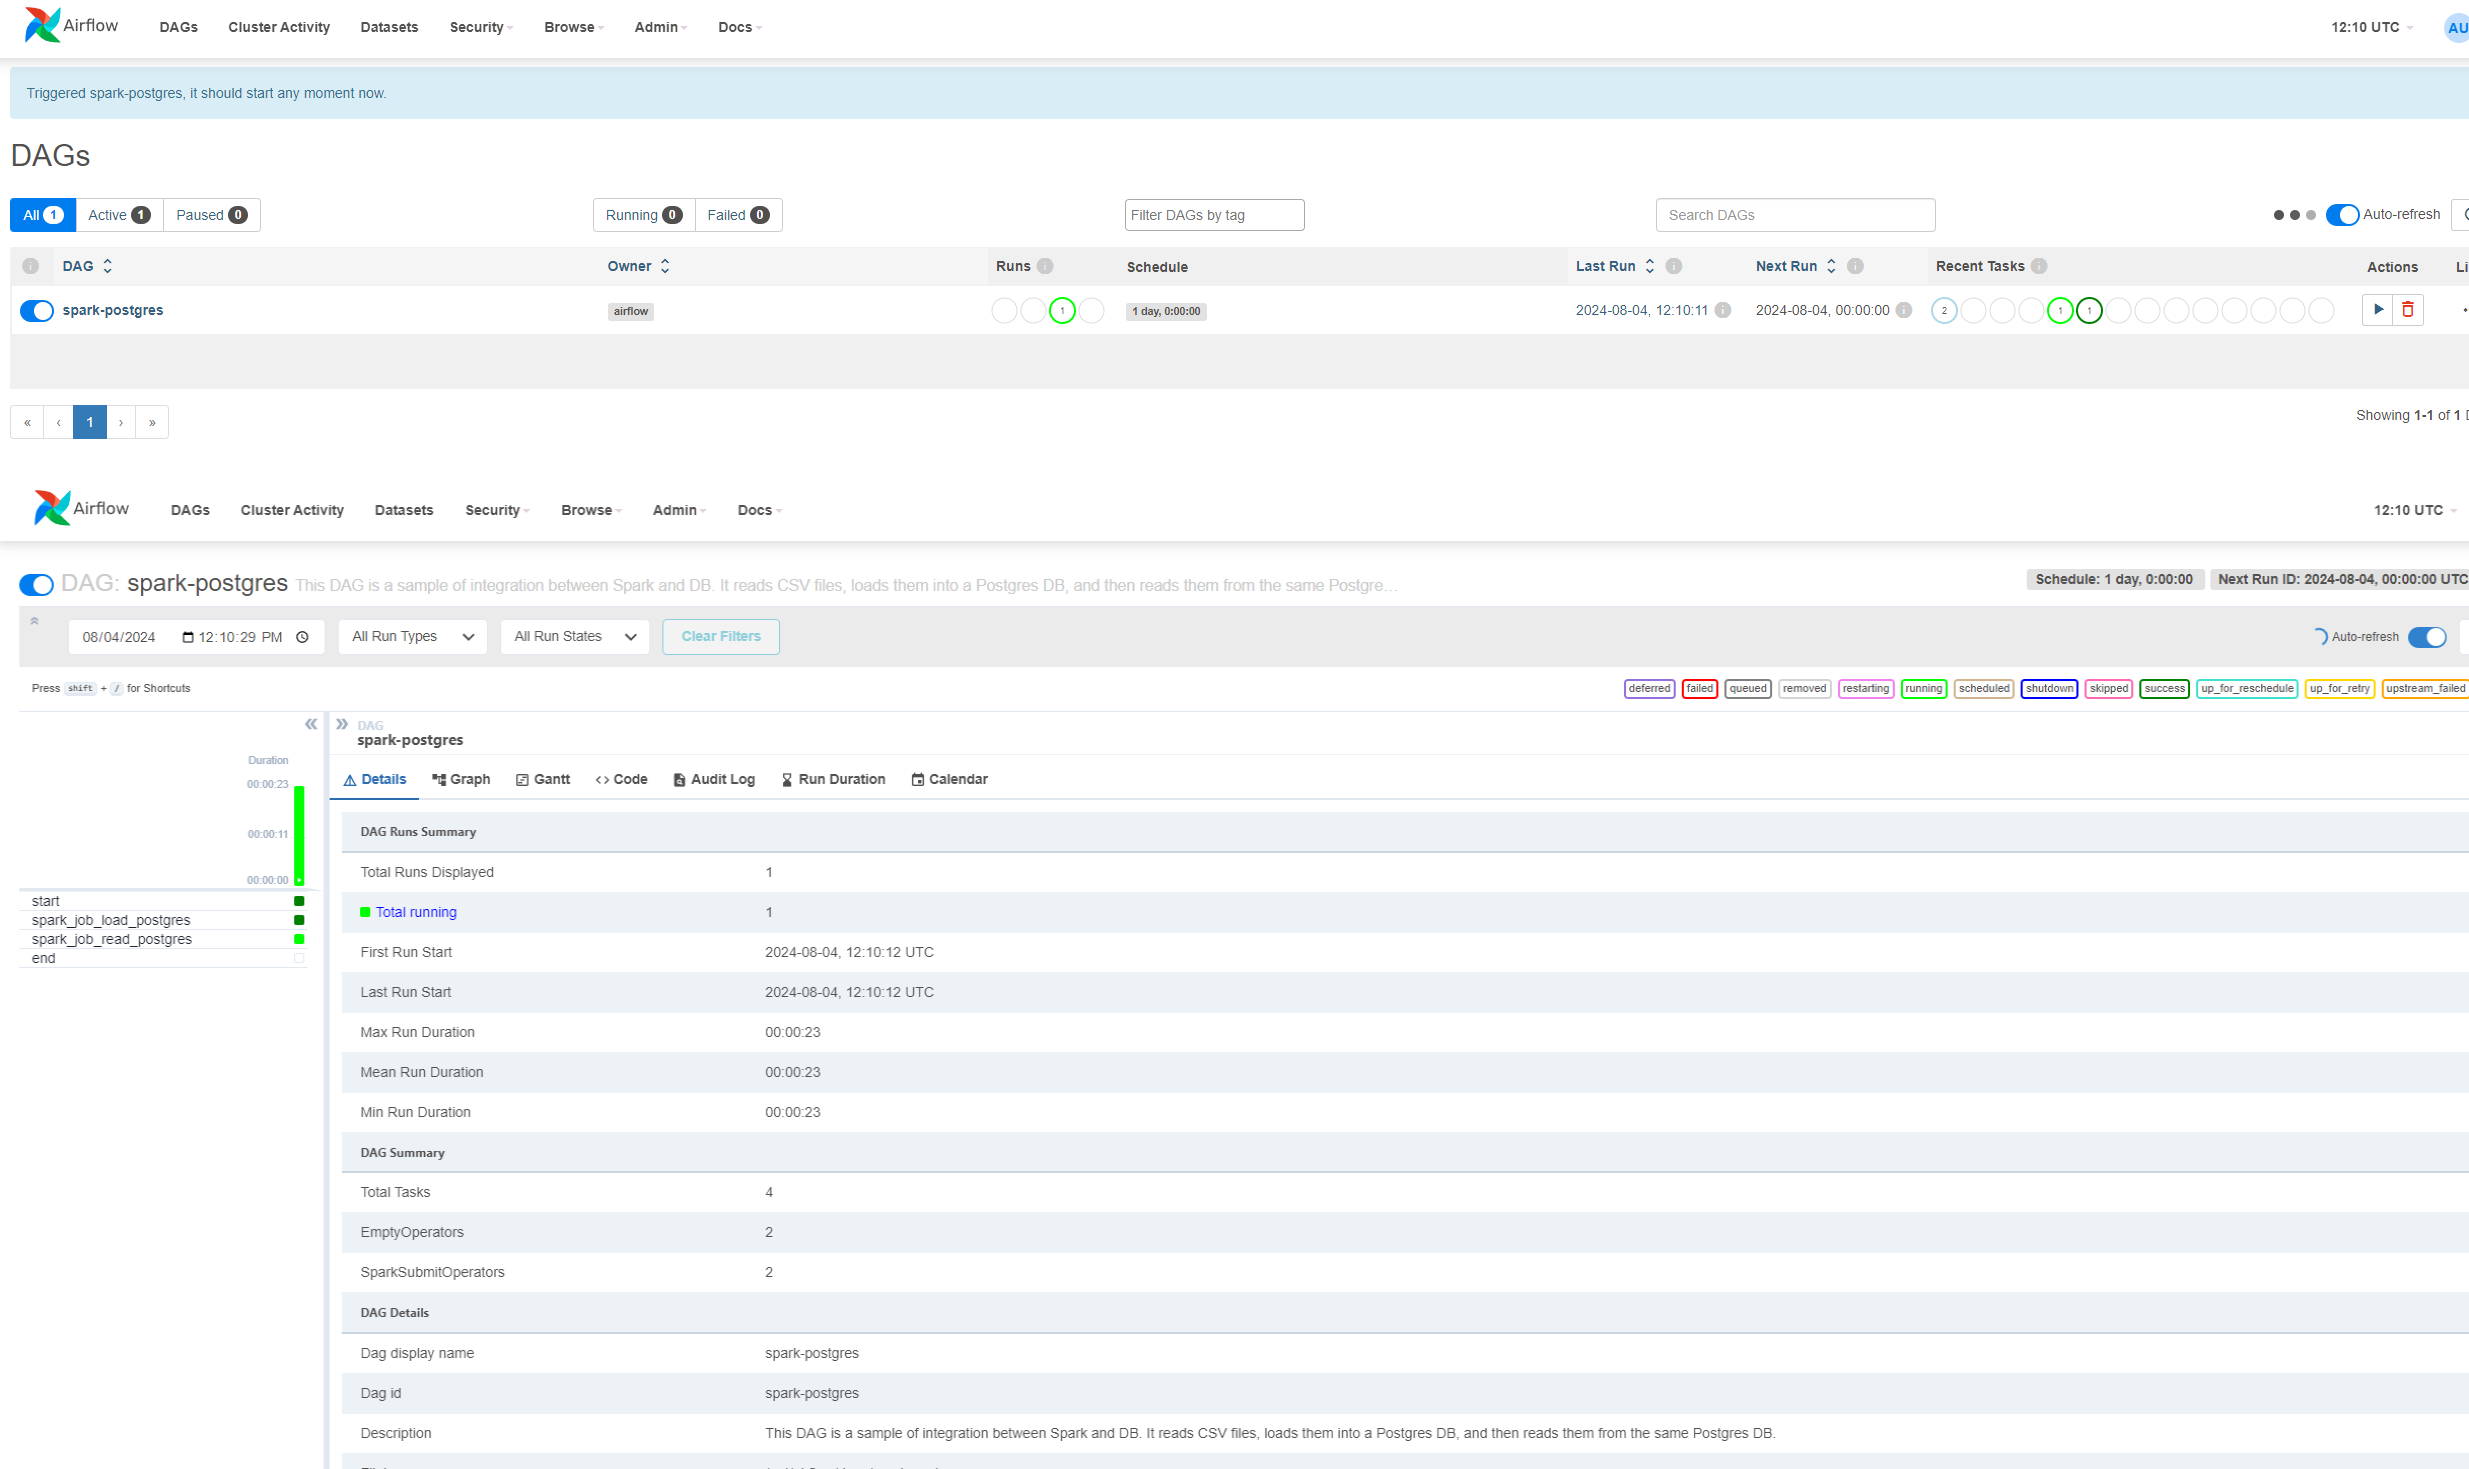 Airflow DAGs Cluster Activity Datasets Security Browse Admin Docs 12:10 UTC AU
Triggered spark-postgres, it should start any moment now.
DAGs
All 1 Active 1 Paused 0 Running 0 Failed 0 Filter DAGs by tag Search DAGs Auto-refresh
DAG Owner Runs Schedule Last Run Next Run Recent Tasks Actions
spark-postgres airflow 1 1 day, 0:00:00 2024-08-04, 12:10:11 2024-08-04, 00:00:00 2 1 1
« ‹ 1 › » Showing 1-1 of 1
Airflow DAGs Cluster Activity Datasets Security Browse Admin Docs 12:10 UTC
DAG: spark-postgres This DAG is a sample of integration between Spark and DB. It reads CSV files, loads them into a Postgres DB, and then reads them from the same Postgre… Schedule: 1 day, 0:00:00 Next Run ID: 2024-08-04, 00:00:00 UTC
08/04/2024 12:10:29 PM All Run Types All Run States Clear Filters Auto-refresh
Press shift + / for Shortcuts deferred failed queued removed restarting running scheduled shutdown skipped success up_for_reschedule up_for_retry upstream_failed
DAG
spark-postgres
Duration
00:00:23
00:00:11
00:00:00
start
spark_job_load_postgres
spark_job_read_postgres
end
Details Graph Gantt Code Audit Log Run Duration Calendar
DAG Runs Summary
Total Runs Displayed 1
Total running 1
First Run Start 2024-08-04, 12:10:12 UTC
Last Run Start 2024-08-04, 12:10:12 UTC
Max Run Duration 00:00:23
Mean Run Duration 00:00:23
Min Run Duration 00:00:23
DAG Summary
Total Tasks 4
EmptyOperators 2
SparkSubmitOperators 2
DAG Details
Dag display name spark-postgres
Dag id spark-postgres
Description This DAG is a sample of integration between Spark and DB. It reads CSV files, loads them into a Postgres DB, and then reads them from the same Postgres DB.